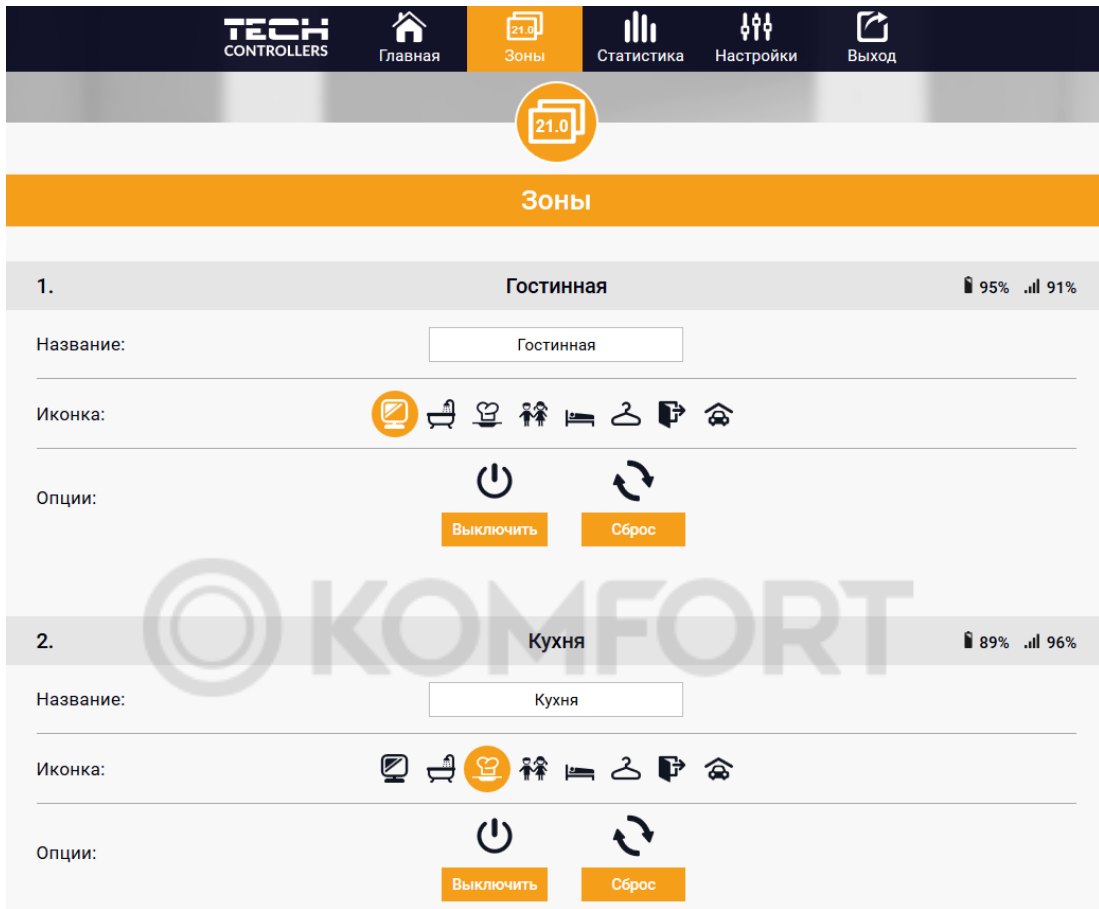 TECH
CONTROLLERS
Главная
21.0
Зоны
Статистика
Настройки
Выход
21.0
Зоны
1. Гостинная 95% 91%
Название: Гостинная
Иконка:
Опции:
Выключить Сброс
KOMFORT
2. Кухня 89% 96%
Название: Кухня
Иконка:
Опции:
Выключить Сброс